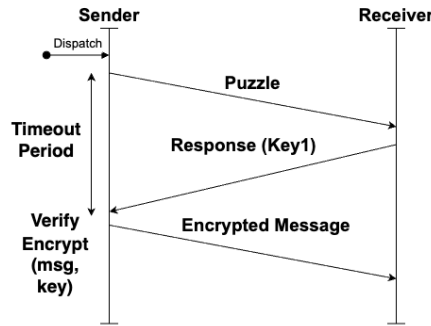 Sender
Receiver
Dispatch
Puzzle
Timeout
Period
Response (Key1)
Verify
Encrypt
(msg,
key)
Encrypted Message